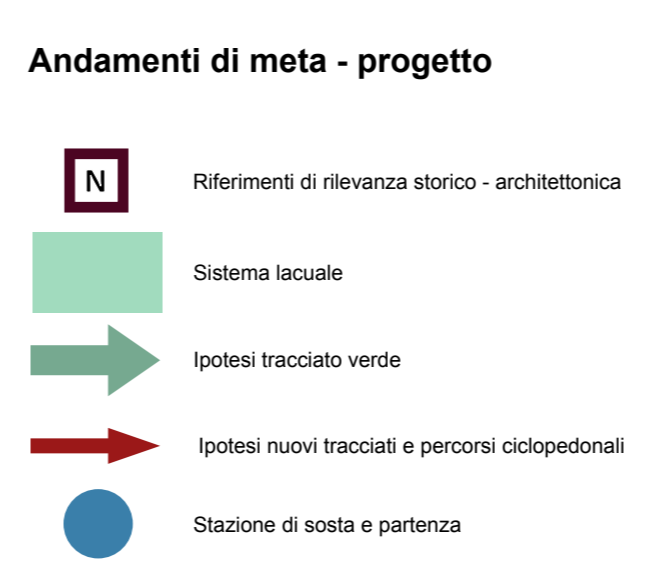 Andamenti di meta - progetto
N
Riferimenti di rilevanza storico - architettonica
Sistema lacuale
Ipotesi tracciato verde
Ipotesi nuovi tracciati e percorsi ciclopedonali
Stazione di sosta e partenza